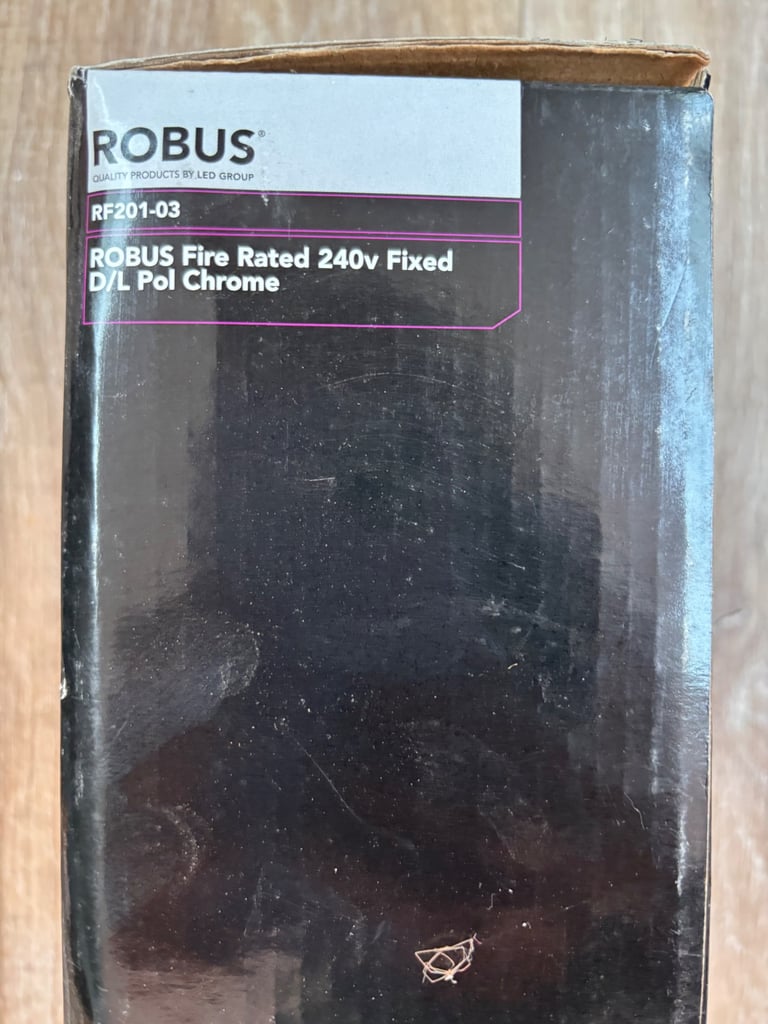 ROBUS®
QUALITY PRODUCTS BY LED GROUP
RF201-03
ROBUS Fire Rated 240v Fixed
D/L Pol Chrome